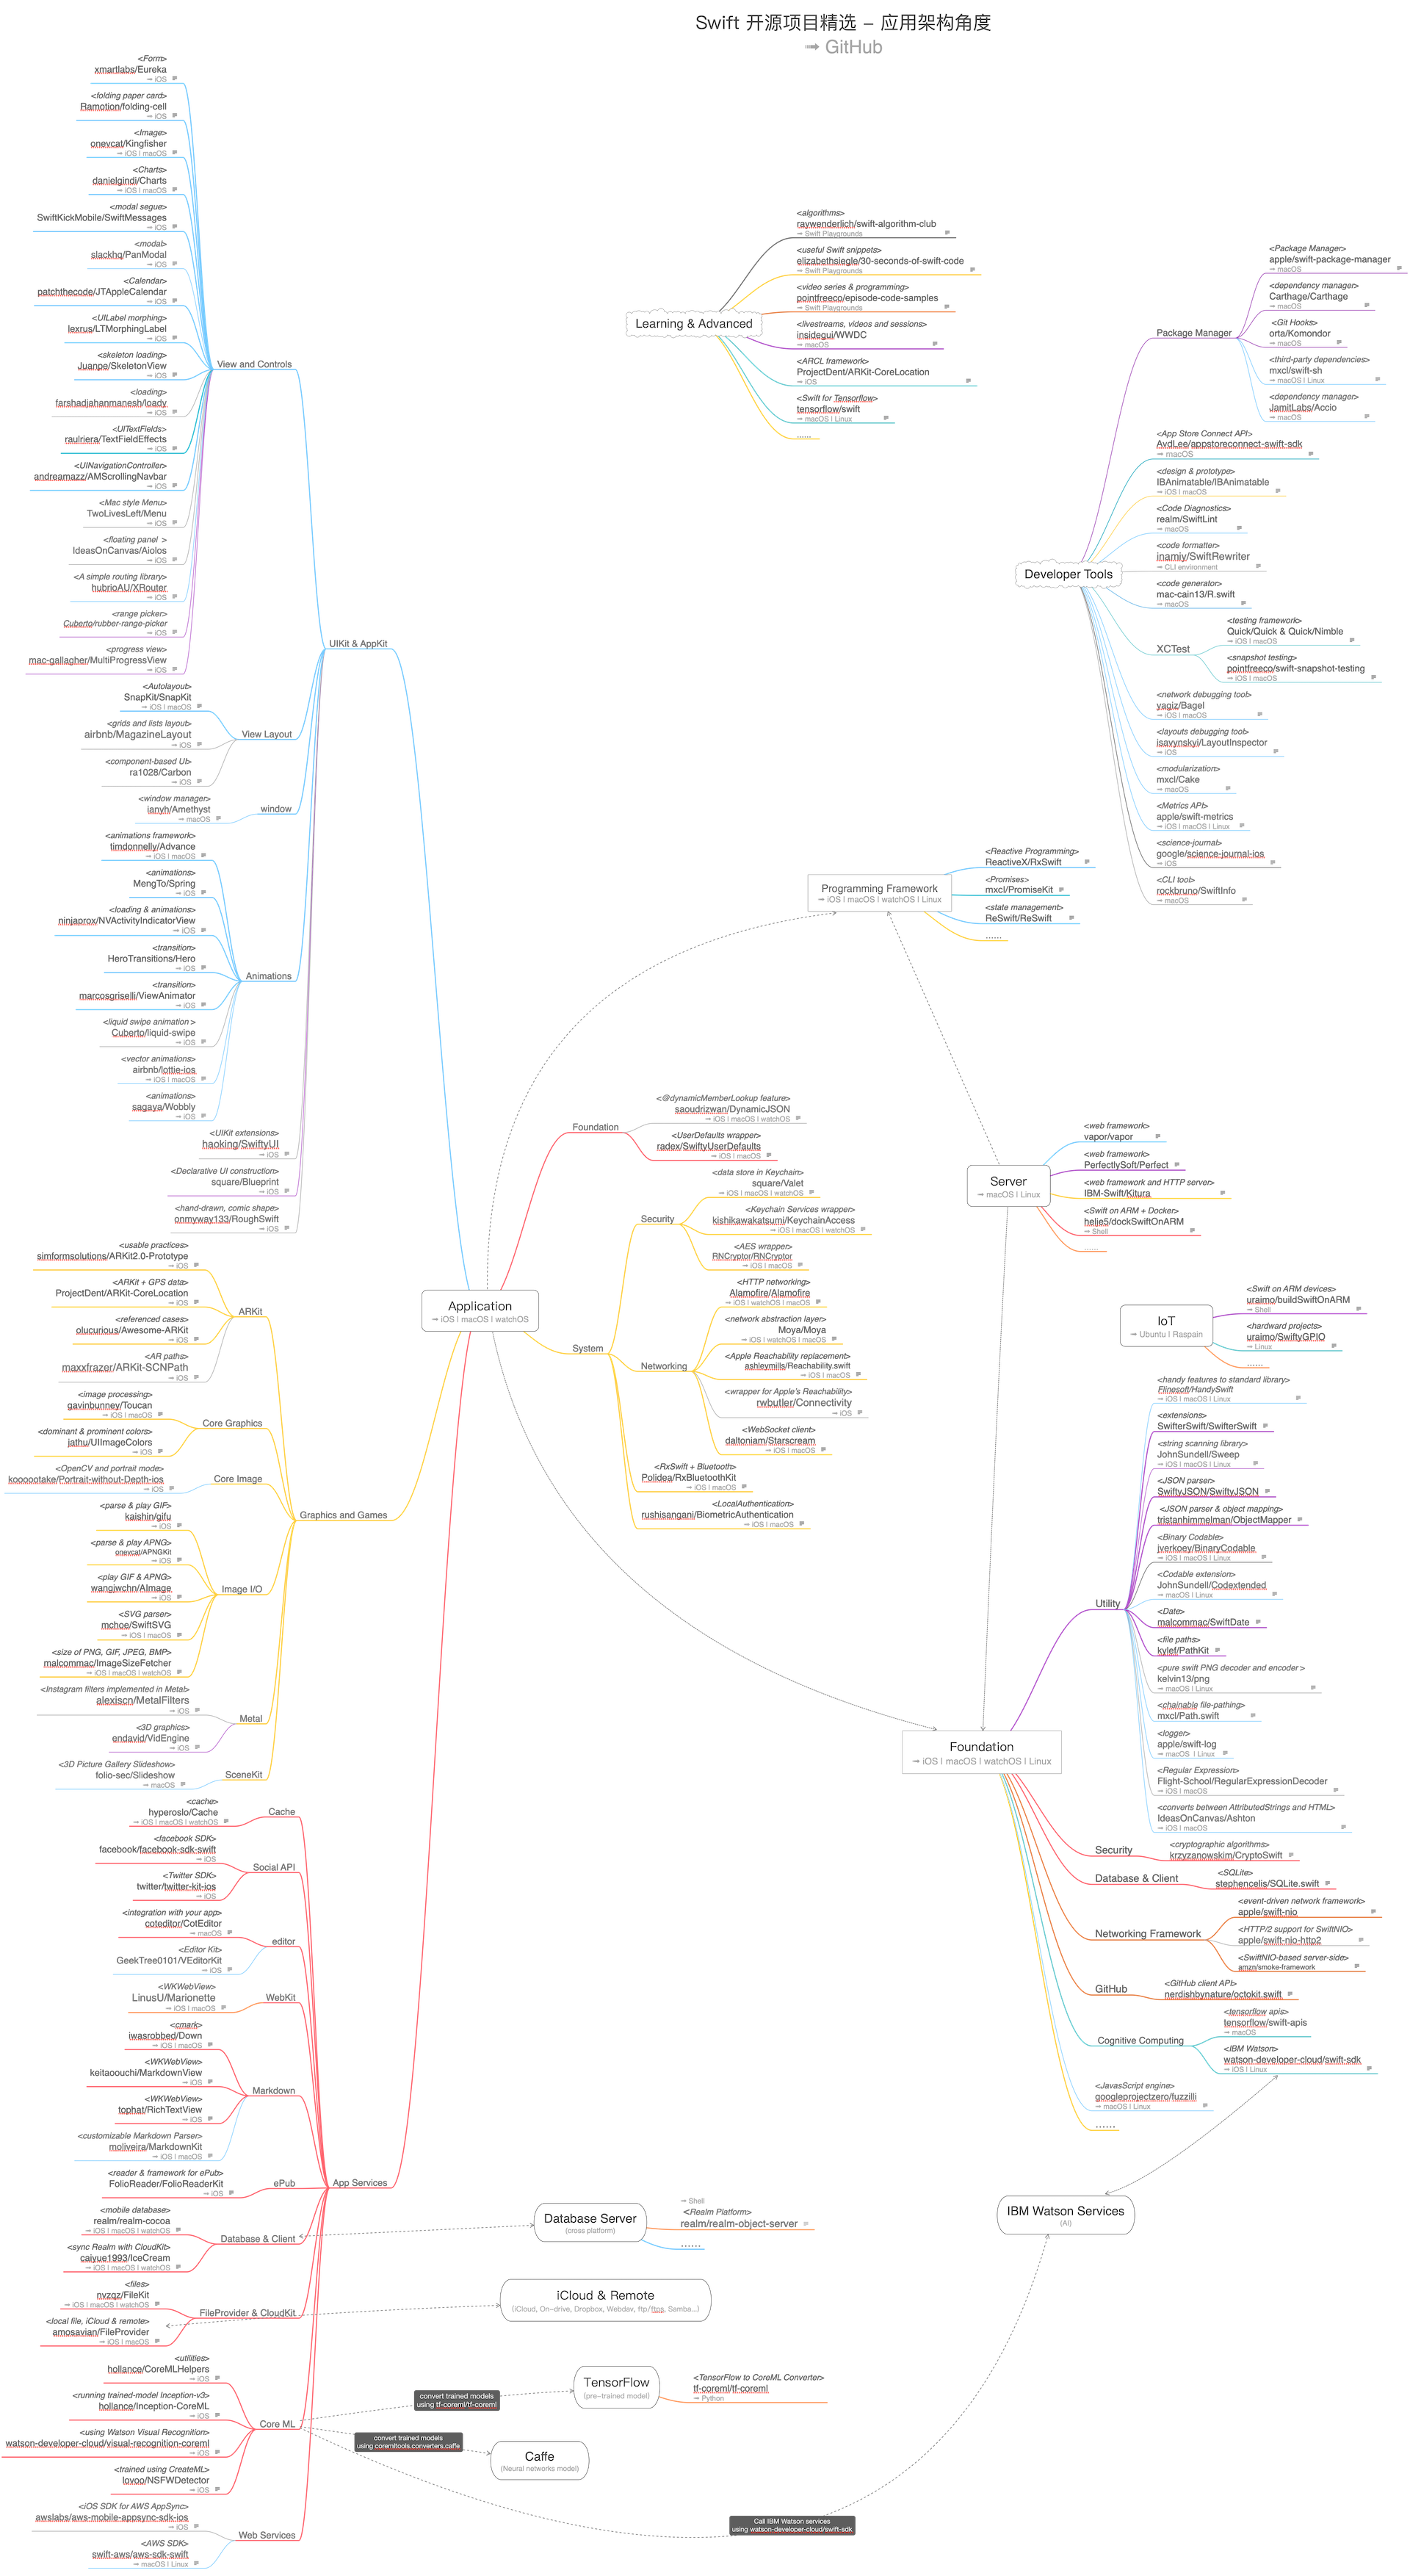 Swift 开源项目精选 – 应用架构角度
➟ GitHub
<Form>
xmartlabs/Eureka
➟ iOS
<folding paper card>
Ramotion/folding-cell
➟ iOS
<Image>
onevcat/Kingfisher
➟ iOS | macOS
<Charts>
danielgindi/Charts
➟ iOS | macOS
<modal segue>
SwiftKickMobile/SwiftMessages
➟ iOS
<modal>
slackhq/PanModal
➟ iOS
<Calendar>
patchthecode/JTAppleCalendar
➟ iOS
<UILabel morphing>
lexrus/LTMorphingLabel
➟ iOS
<skeleton loading>
Juanpe/SkeletonView
➟ iOS
<loading>
farshadjahanmanesh/loady
➟ iOS
<UITextFields>
raulriera/TextFieldEffects
➟ iOS
<UINavigationController>
andreamazz/AMScrollingNavbar
➟ iOS
<Mac style Menu>
TwoLivesLeft/Menu
➟ iOS
<floating panel >
IdeasOnCanvas/Aiolos
➟ iOS
<A simple routing library>
hubrioAU/XRouter
➟ iOS
<range picker>
Cuberto/rubber-range-picker
➟ iOS
<progress view>
mac-gallagher/MultiProgressView
➟ iOS
View and Controls
<Autolayout>
SnapKit/SnapKit
➟ iOS | macOS
<grids and lists layout>
airbnb/MagazineLayout
➟ iOS
<component-based UI>
ra1028/Carbon
➟ iOS
View Layout
<window manager>
ianyh/Amethyst
➟ macOS
window
<animations framework>
timdonnelly/Advance
➟ iOS | macOS
<animations>
MengTo/Spring
➟ iOS
<loading & animations>
ninjaprox/NVActivityIndicatorView
➟ iOS
<transition>
HeroTransitions/Hero
➟ iOS
<transition>
marcosgriselli/ViewAnimator
➟ iOS
<liquid swipe animation >
Cuberto/liquid-swipe
➟ iOS
<vector animations>
airbnb/lottie-ios
➟ iOS | macOS
<animations>
sagaya/Wobbly
➟ iOS
Animations
<UIKit extensions>
haoking/SwiftyUI
➟ iOS
<Declarative UI construction>
square/Blueprint
➟ iOS
<hand-drawn, comic shape>
onmyway133/RoughSwift
➟ iOS
UIKit & AppKit
<usable practices>
simformsolutions/ARKit2.0-Prototype
➟ iOS
<ARKit + GPS data>
ProjectDent/ARKit-CoreLocation
➟ iOS
<referenced cases>
olucurious/Awesome-ARKit
➟ iOS
<AR paths>
maxxfrazer/ARKit-SCNPath
➟ iOS
ARKit
<image processing>
gavinbunney/Toucan
➟ iOS | macOS
<dominant & prominent colors>
jathu/UIImageColors
➟ iOS
Core Graphics
<OpenCV and portrait mode>
koooootake/Portrait-without-Depth-ios
➟ iOS
Core Image
<parse & play GIF>
kaishin/gifu
➟ iOS
<parse & play APNG>
onevcat/APNGKit
➟ iOS
<play GIF & APNG>
wangjwchn/AImage
➟ iOS
<SVG parser>
mchoe/SwiftSVG
➟ iOS | macOS
<size of PNG, GIF, JPEG, BMP>
malcommac/ImageSizeFetcher
➟ iOS | macOS | watchOS
Image I/O
<Instagram filters implemented in Metal>
alexiscn/MetalFilters
➟ iOS
<3D graphics>
endavid/VidEngine
➟ iOS
Metal
<3D Picture Gallery Slideshow>
folio-sec/Slideshow
➟ macOS
SceneKit
Graphics and Games
<cache>
hyperoslo/Cache
➟ iOS | macOS | watchOS
Cache
<facebook SDK>
facebook/facebook-sdk-swift
➟ iOS
<Twitter SDK>
twitter/twitter-kit-ios
➟ iOS
Social API
<integration with your app>
coteditor/CotEditor
➟ macOS
<Editor Kit>
GeekTree0101/VEditorKit
➟ iOS
editor
<WKWebView>
LinusU/Marionette
➟ iOS | macOS
WebKit
<cmark>
iwasrobbed/Down
➟ iOS | macOS
<WKWebView>
keitaoouchi/MarkdownView
➟ iOS
<WKWebView>
tophat/RichTextView
➟ iOS
<customizable Markdown Parser>
moliveira/MarkdownKit
➟ iOS | macOS
Markdown
<reader & framework for ePub>
FolioReader/FolioReaderKit
➟ iOS
ePub
<mobile database>
realm/realm-cocoa
➟ iOS | macOS | watchOS
<sync Realm with CloudKit>
caiyue1993/IceCream
➟ iOS | macOS | watchOS
Database & Client
<files>
nvzqz/FileKit
➟ iOS | macOS | watchOS
<local file, iCloud & remote>
amosavian/FileProvider
➟ iOS | macOS
FileProvider & CloudKit
<utilities>
hollance/CoreMLHelpers
➟ iOS
<running trained-model Inception-v3>
hollance/Inception-CoreML
➟ iOS
<using Watson Visual Recognition>
watson-developer-cloud/visual-recognition-coreml
➟ iOS
<trained using CreateML>
lovoo/NSFWDetector
➟ iOS
Core ML
<iOS SDK for AWS AppSync>
awslabs/aws-mobile-appsync-sdk-ios
➟ iOS
<AWS SDK>
swift-aws/aws-sdk-swift
➟ macOS | Linux
Web Services
App Services
Application
➟ iOS | macOS | watchOS
Foundation
<@dynamicMemberLookup feature>
saoudrizwan/DynamicJSON
➟ iOS | macOS | watchOS
<UserDefaults wrapper>
radex/SwiftyUserDefaults
➟ iOS | macOS
System
Security
<data store in Keychain>
square/Valet
➟ iOS | macOS | watchOS
<Keychain Services wrapper>
kishikawakatsumi/KeychainAccess
➟ iOS | macOS | watchOS
<AES wrapper>
RNCryptor/RNCryptor
➟ iOS | macOS
Networking
<HTTP networking>
Alamofire/Alamofire
➟ iOS | watchOS | macOS
<network abstraction layer>
Moya/Moya
➟ iOS | watchOS | macOS
<Apple Reachability replacement>
ashleymills/Reachability.swift
➟ iOS | macOS
<wrapper for Apple's Reachability>
rwbutler/Connectivity
➟ iOS
<WebSocket client>
daltoniam/Starscream
➟ iOS | macOS
<RxSwift + Bluetooth>
Polidea/RxBluetoothKit
➟ iOS | macOS
<LocalAuthentication>
rushisangani/BiometricAuthentication
➟ iOS | macOS
Learning & Advanced
<algorithms>
raywenderlich/swift-algorithm-club
➟ Swift Playgrounds
<useful Swift snippets>
elizabethsiegle/30-seconds-of-swift-code
➟ Swift Playgrounds
<video series & programming>
pointfreeco/episode-code-samples
➟ Swift Playgrounds
<livestreams, videos and sessions>
insidegui/WWDC
➟ macOS
<ARCL framework>
ProjectDent/ARKit-CoreLocation
➟ iOS
<Swift for Tensorflow>
tensorflow/swift
➟ macOS | Linux
......
Developer Tools
Package Manager
<Package Manager>
apple/swift-package-manager
➟ macOS
<dependency manager>
Carthage/Carthage
➟ macOS
<Git Hooks>
orta/Komondor
➟ macOS
<third-party dependencies>
mxcl/swift-sh
➟ macOS | Linux
<dependency manager>
JamitLabs/Accio
➟ macOS
<App Store Connect API>
AvdLee/appstoreconnect-swift-sdk
➟ macOS
<design & prototype>
IBAnimatable/IBAnimatable
➟ iOS | macOS
<Code Diagnostics>
realm/SwiftLint
➟ macOS
<code formatter>
inamiy/SwiftRewriter
➟ CLI environment
<code generator>
mac-cain13/R.swift
➟ macOS
XCTest
<testing framework>
Quick/Quick & Quick/Nimble
➟ iOS | macOS
<snapshot testing>
pointfreeco/swift-snapshot-testing
➟ iOS | macOS
<network debugging tool>
yagiz/Bagel
➟ iOS | macOS
<layouts debugging tool>
isavynskyi/LayoutInspector
➟ iOS
<modularization>
mxcl/Cake
➟ macOS
<Metrics API>
apple/swift-metrics
➟ iOS | macOS | Linux
<science-journal>
google/science-journal-ios
➟ iOS
<CLI tool>
rockbruno/SwiftInfo
➟ macOS
Programming Framework
➟ iOS | macOS | watchOS | Linux
<Reactive Programming>
ReactiveX/RxSwift
<Promises>
mxcl/PromiseKit
<state management>
ReSwift/ReSwift
......
Server
➟ macOS | Linux
<web framework>
vapor/vapor
<web framework>
PerfectlySoft/Perfect
<web framework and HTTP server>
IBM-Swift/Kitura
<Swift on ARM + Docker>
helje5/dockSwiftOnARM
➟ Shell
......
IoT
➟ Ubuntu | Raspain
<Swift on ARM devices>
uraimo/buildSwiftOnARM
➟ Shell
<hardware projects>
uraimo/SwiftyGPIO
➟ Linux
......
Foundation
➟ iOS | macOS | watchOS | Linux
Utility
<handy features to standard library>
Flinesoft/HandySwift
➟ iOS | macOS | Linux
<extensions>
SwifterSwift/SwifterSwift
<string scanning library>
JohnSundell/Sweep
➟ iOS | macOS | Linux
<JSON parser>
SwiftyJSON/SwiftyJSON
<JSON parser & object mapping>
tristanhimmelman/ObjectMapper
<Binary Codable>
jverkoey/BinaryCodable
➟ iOS | macOS | Linux
<Codable extension>
JohnSundell/Codextended
➟ macOS | Linux
<Date>
malcommac/SwiftDate
<file paths>
kylef/PathKit
<pure swift PNG decoder and encoder >
kelvin13/png
➟ macOS | Linux
<chainable file-pathing>
mxcl/Path.swift
➟ macOS | Linux
<logger>
apple/swift-log
➟ macOS | Linux
<Regular Expression>
Flight-School/RegularExpressionDecoder
➟ iOS | macOS
<converts between AttributedStrings and HTML>
IdeasOnCanvas/Ashton
➟ iOS | macOS
Security
<cryptographic algorithms>
krzyzanowskim/CryptoSwift
Database & Client
<SQLite>
stephencelis/SQLite.swift
Networking Framework
<event-driven network framework>
apple/swift-nio
<HTTP/2 support for SwiftNIO>
apple/swift-nio-http2
<SwiftNIO-based server-side>
amzn/smoke-framework
GitHub
<GitHub client API>
nerdishbynature/octokit.swift
Cognitive Computing
<tensorflow apis>
tensorflow/swift-apis
➟ macOS
<IBM Watson>
watson-developer-cloud/swift-sdk
➟ iOS | Linux
<JavasScript engine>
googleprojectzero/fuzzilli
➟ macOS | Linux
......
Database Server
(cross platform)
➟ Shell
<Realm Platform>
realm/realm-object-server
......
IBM Watson Services
(AI)
iCloud & Remote
(iCloud, On-drive, Dropbox, Webdav, ftp/ftps, Samba...)
TensorFlow
(pre-trained model)
<TensorFlow to CoreML Converter>
tf-coreml/tf-coreml
➟ Python
convert trained models
using tf-coreml/tf-coreml
convert trained models
using coremltools.converters.caffe
Caffe
(Neural networks model)
Call IBM Watson services
using watson-developer-cloud/swift-sdk